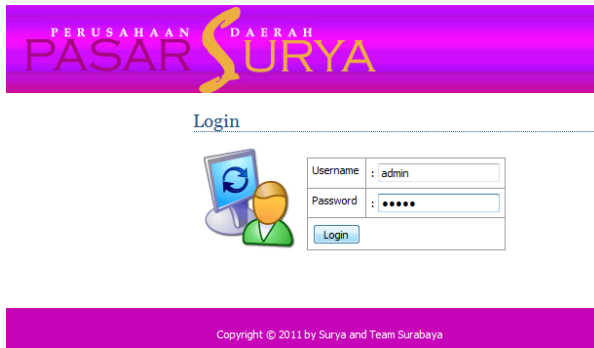 PERUSAHAAN DAERAH
PASAR SURYA
Login
Username : admin
Password : •••••
Login
Copyright © 2011 by Surya and Team Surabaya